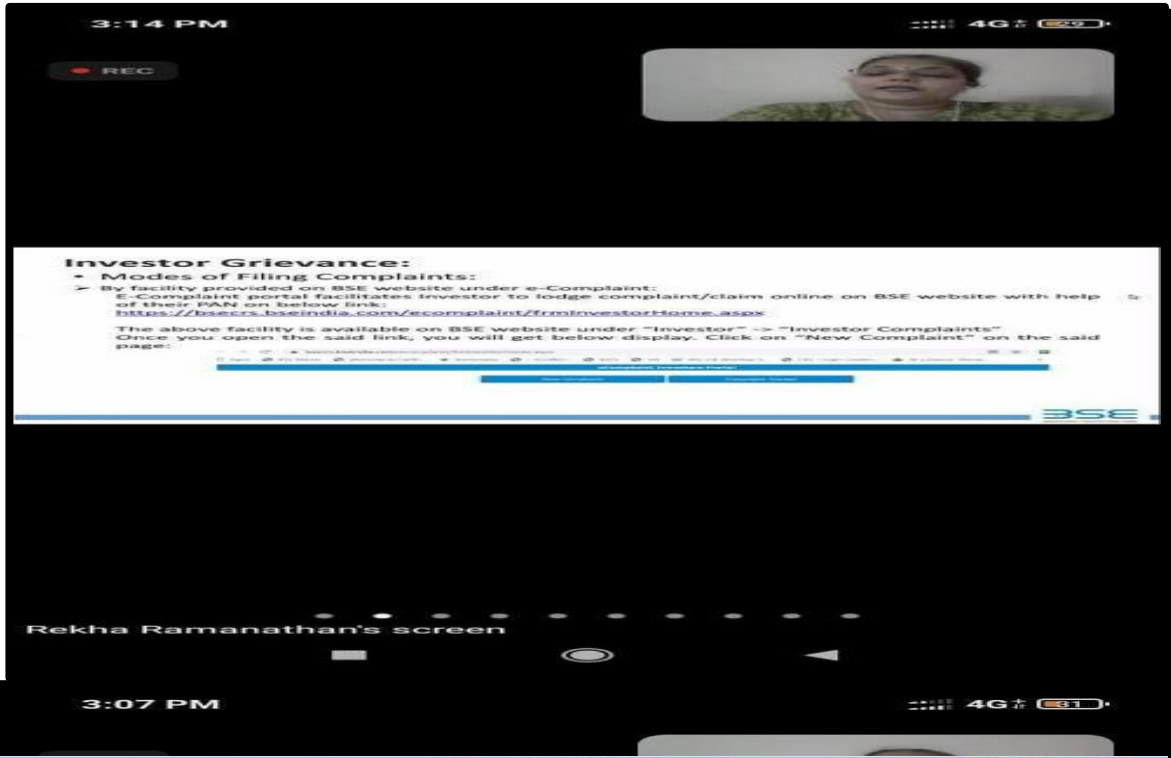 3:14 PM
4G 29
REC
Investor Grievance:
• Modes of Filing Complaints:
➢ By facility provided on BSE website under e-Complaint:
E-Complaint portal facilitates Investor to lodge complaint/claim online on BSE website with help
of their PAN on below link:
https://bsecrs.bseindia.com/ecomplaint/frmInvestorHome.aspx
The above facility is available on BSE website under "Investor" -> "Investor Complaints"
Once you open the said link, you will get below display. Click on "New Complaint" on the said
page:
BSE
Rekha Ramanathan's screen
3:07 PM
4G 31